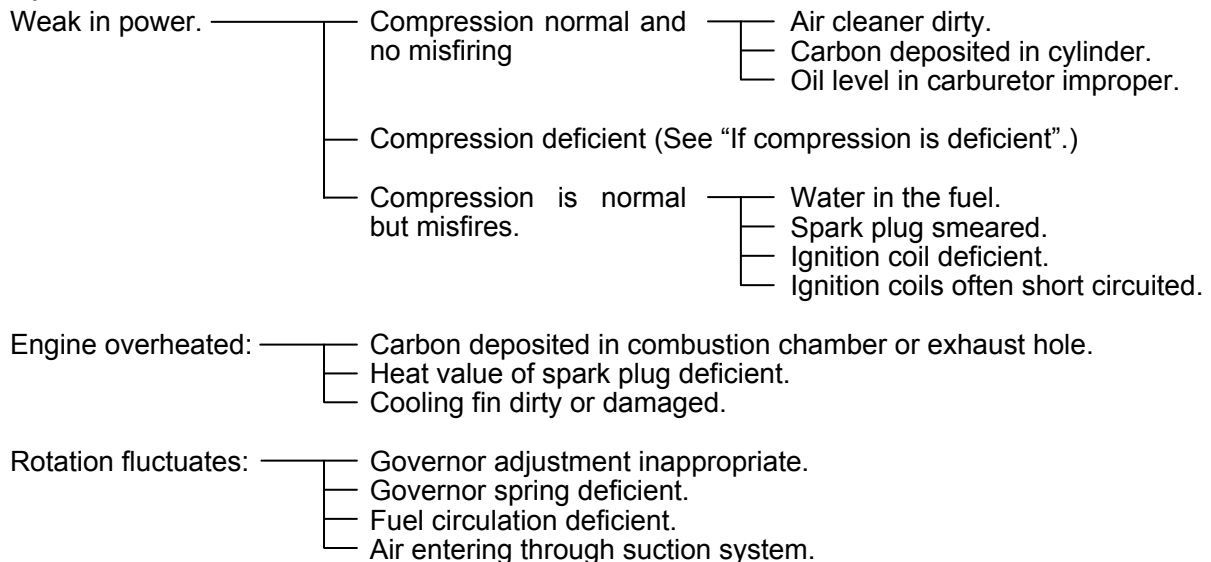 Weak in power.
Compression normal and
no misfiring
Air cleaner dirty.
Carbon deposited in cylinder.
Oil level in carburetor improper.
Compression deficient (See “If compression is deficient”.)
Compression is normal
but misfires.
Water in the fuel.
Spark plug smeared.
Ignition coil deficient.
Ignition coils often short circuited.
Engine overheated:
Carbon deposited in combustion chamber or exhaust hole.
Heat value of spark plug deficient.
Cooling fin dirty or damaged.
Rotation fluctuates:
Governor adjustment inappropriate.
Governor spring deficient.
Fuel circulation deficient.
Air entering through suction system.